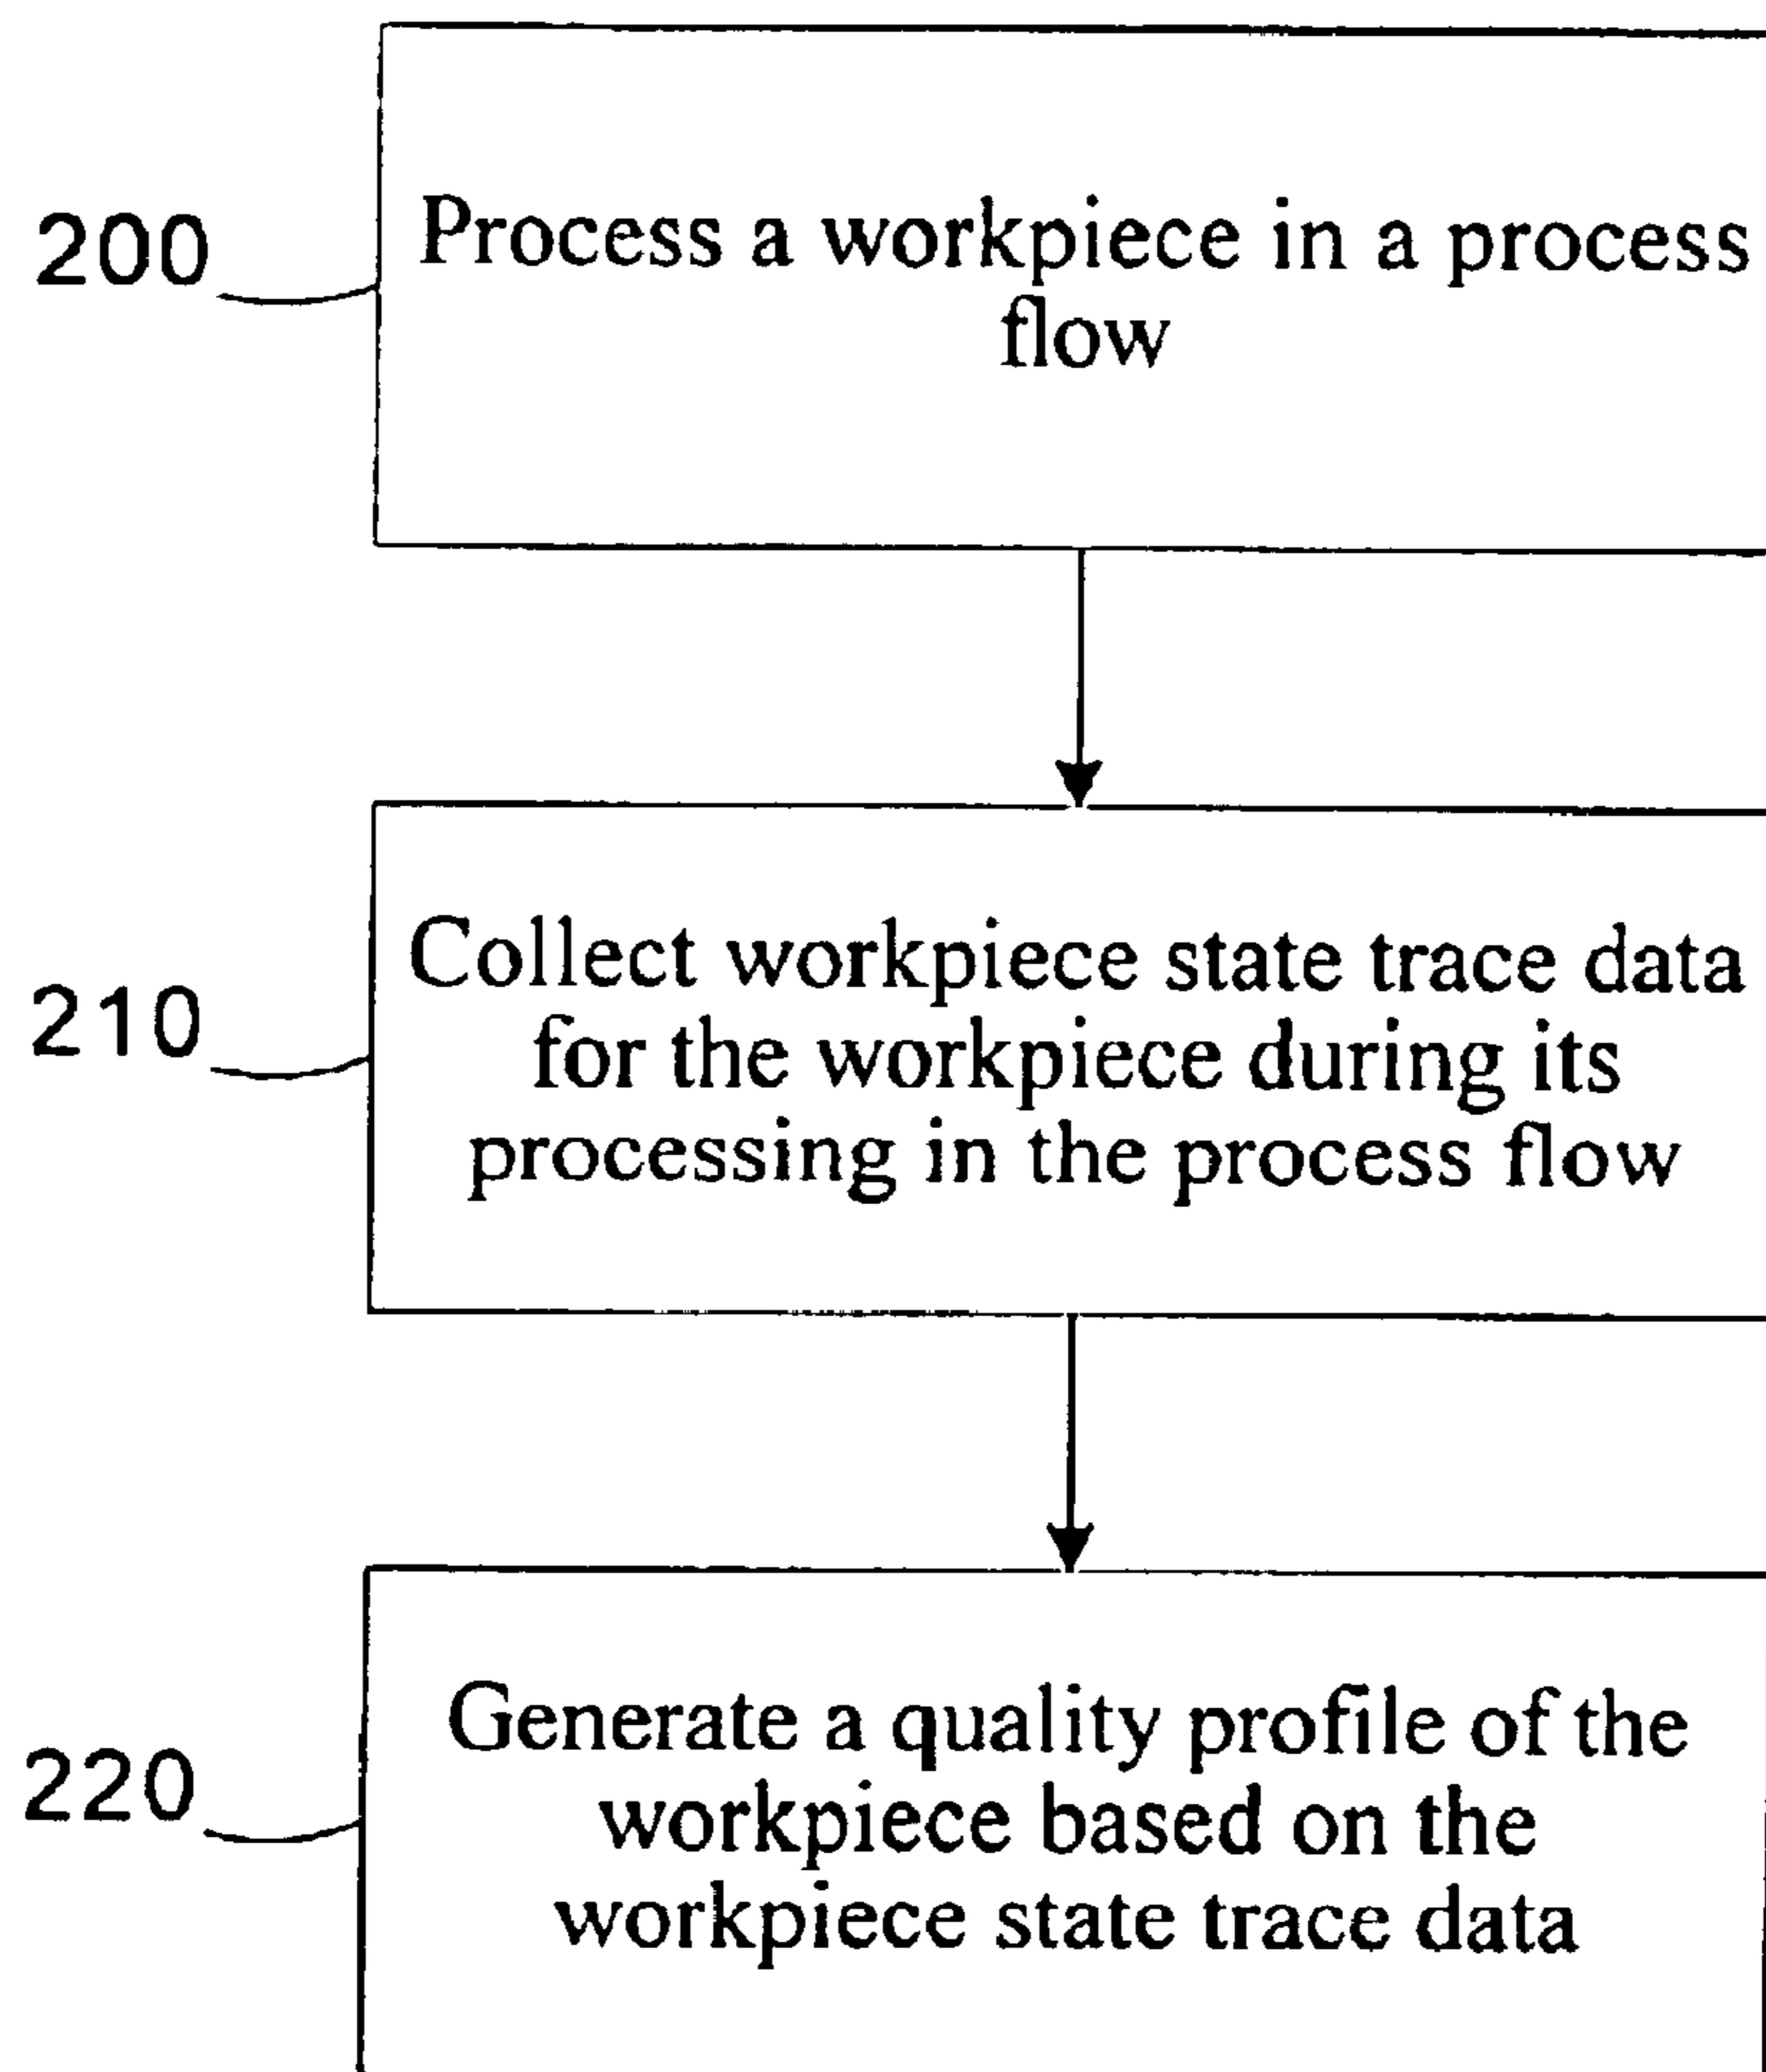 200
Process a workpiece in a process
flow
210
Collect workpiece state trace data
for the workpiece during its
processing in the process flow
220
Generate a quality profile of the
workpiece based on the
workpiece state trace data